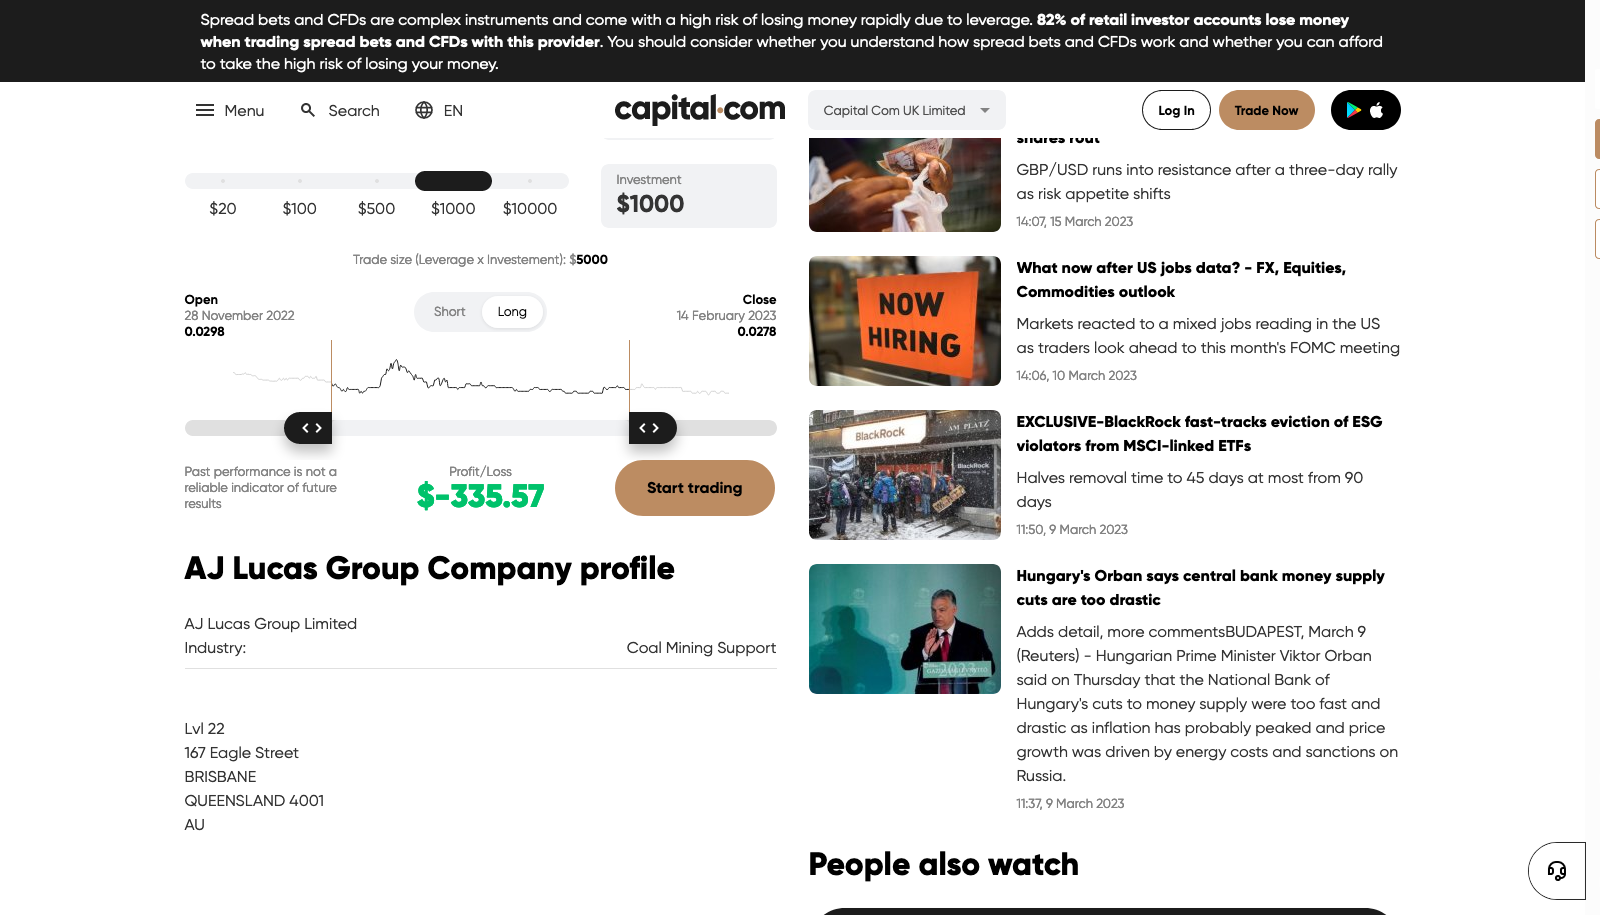 Spread bets and CFDs are complex instruments and come with a high risk of losing money rapidly due to leverage. 82% of retail investor accounts lose money
when trading spread bets and CFDs with this provider. You should consider whether you understand how spread bets and CFDs work and whether you can afford
to take the high risk of losing your money.
Menu
Search
EN
capital.com
Capital Com UK Limited
Log In
Trade Now
$20
$100
$500
$1000
$10000
Investment
$1000
Trade size (Leverage x Investement): $5000
Open
28 November 2022
0.0298
Short
Long
Close
14 February 2023
0.0278
Past performance is not a
reliable indicator of future
results
Profit/Loss
$-335.57
Start trading
AJ Lucas Group Company profile
AJ Lucas Group Limited
Industry:
Coal Mining Support
Lvl 22
167 Eagle Street
BRISBANE
QUEENSLAND 4001
AU
shares rout
GBP/USD runs into resistance after a three-day rally
as risk appetite shifts
14:07, 15 March 2023
NOW
HIRING
What now after US jobs data? - FX, Equities,
Commodities outlook
Markets reacted to a mixed jobs reading in the US
as traders look ahead to this month's FOMC meeting
14:06, 10 March 2023
BlackRock
AM PLATZ
BlackRock
EXCLUSIVE-BlackRock fast-tracks eviction of ESG
violators from MSCI-linked ETFs
Halves removal time to 45 days at most from 90
days
11:50, 9 March 2023
2023
Hungary's Orban says central bank money supply
cuts are too drastic
Adds detail, more commentsBUDAPEST, March 9
(Reuters) - Hungarian Prime Minister Viktor Orban
said on Thursday that the National Bank of
Hungary's cuts to money supply were too fast and
drastic as inflation has probably peaked and price
growth was driven by energy costs and sanctions on
Russia.
11:37, 9 March 2023
People also watch